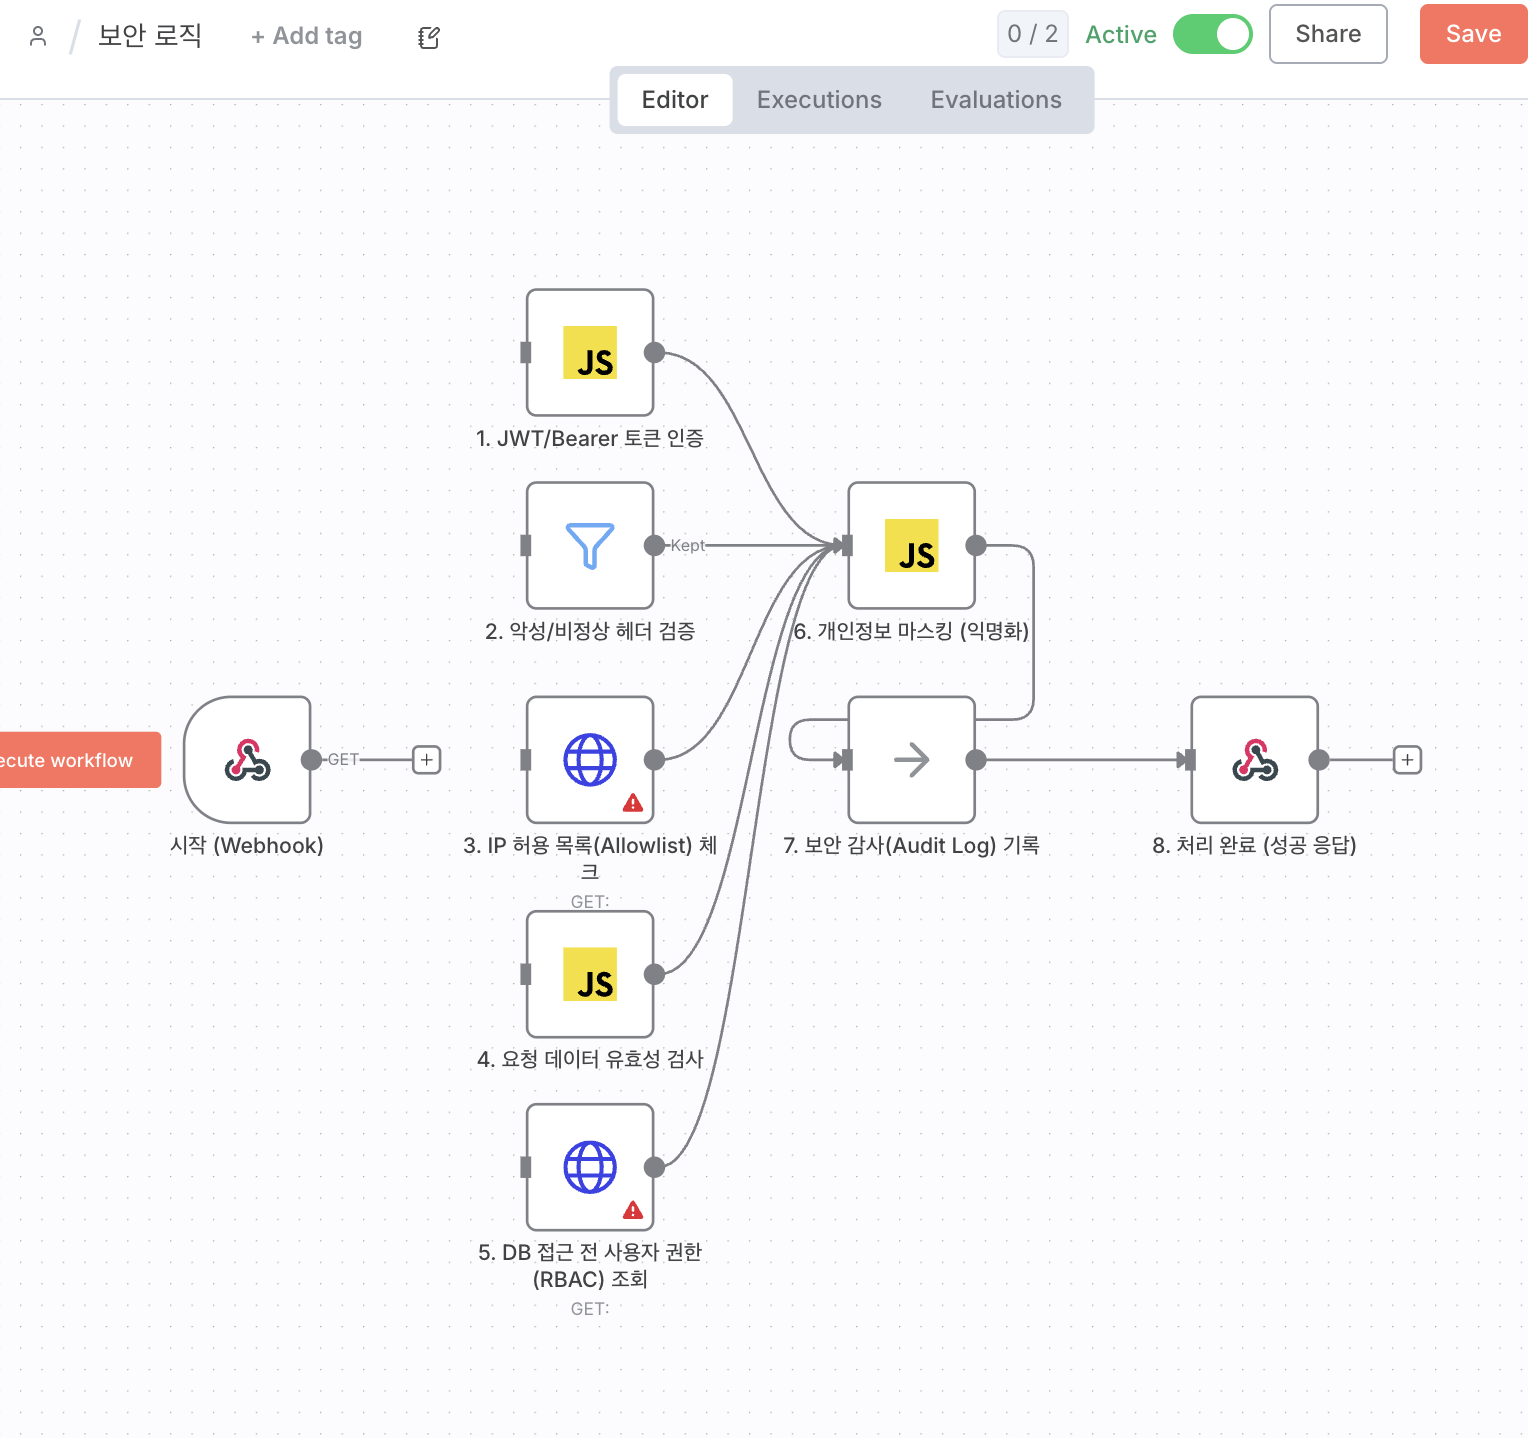 보안 로직
+ Add tag
0 / 2
Active
Share
Save
Editor
Executions
Evaluations
JS
1. JWT/Bearer 토큰 인증
Kept
2. 악성/비정상 헤더 검증
JS
6. 개인정보 마스킹 (익명화)
ecute workflow
GET
+
시작 (Webhook)
3. IP 허용 목록(Allowlist) 체
크
GET:
7. 보안 감사(Audit Log) 기록
+
8. 처리 완료 (성공 응답)
JS
4. 요청 데이터 유효성 검사
5. DB 접근 전 사용자 권한
(RBAC) 조회
GET: